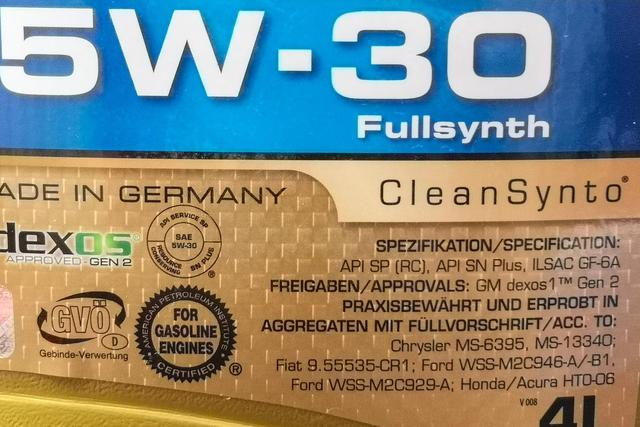 5W-30
Fullsynth
MADE IN GERMANY
CleanSynto®
dexos®
APPROVED - GEN 2
API SERVICE SP
SAE
5W-30
RESOURCE CONSERVING
SN PLUS
®
GVÖ
D
Gebinde-Verwertung
AMERICAN PETROLEUM INSTITUTE
FOR
GASOLINE
ENGINES
CERTIFIED
®
SPEZIFIKATION/SPECIFICATION:
API SP (RC), API SN Plus, ILSAC GF-6A
FREIGABEN/APPROVALS: GM dexos1™ Gen 2
PRAXISBEWÄHRT UND ERPROBT IN
AGGREGATEN MIT FÜLLVORSCHRIFT/ACC. TO:
Chrysler MS-6395, MS-13340;
Fiat 9.55535-CR1; Ford WSS-M2C946-A/-B1,
Ford WSS-M2C929-A; Honda/Acura HTO-06
V 008
4L